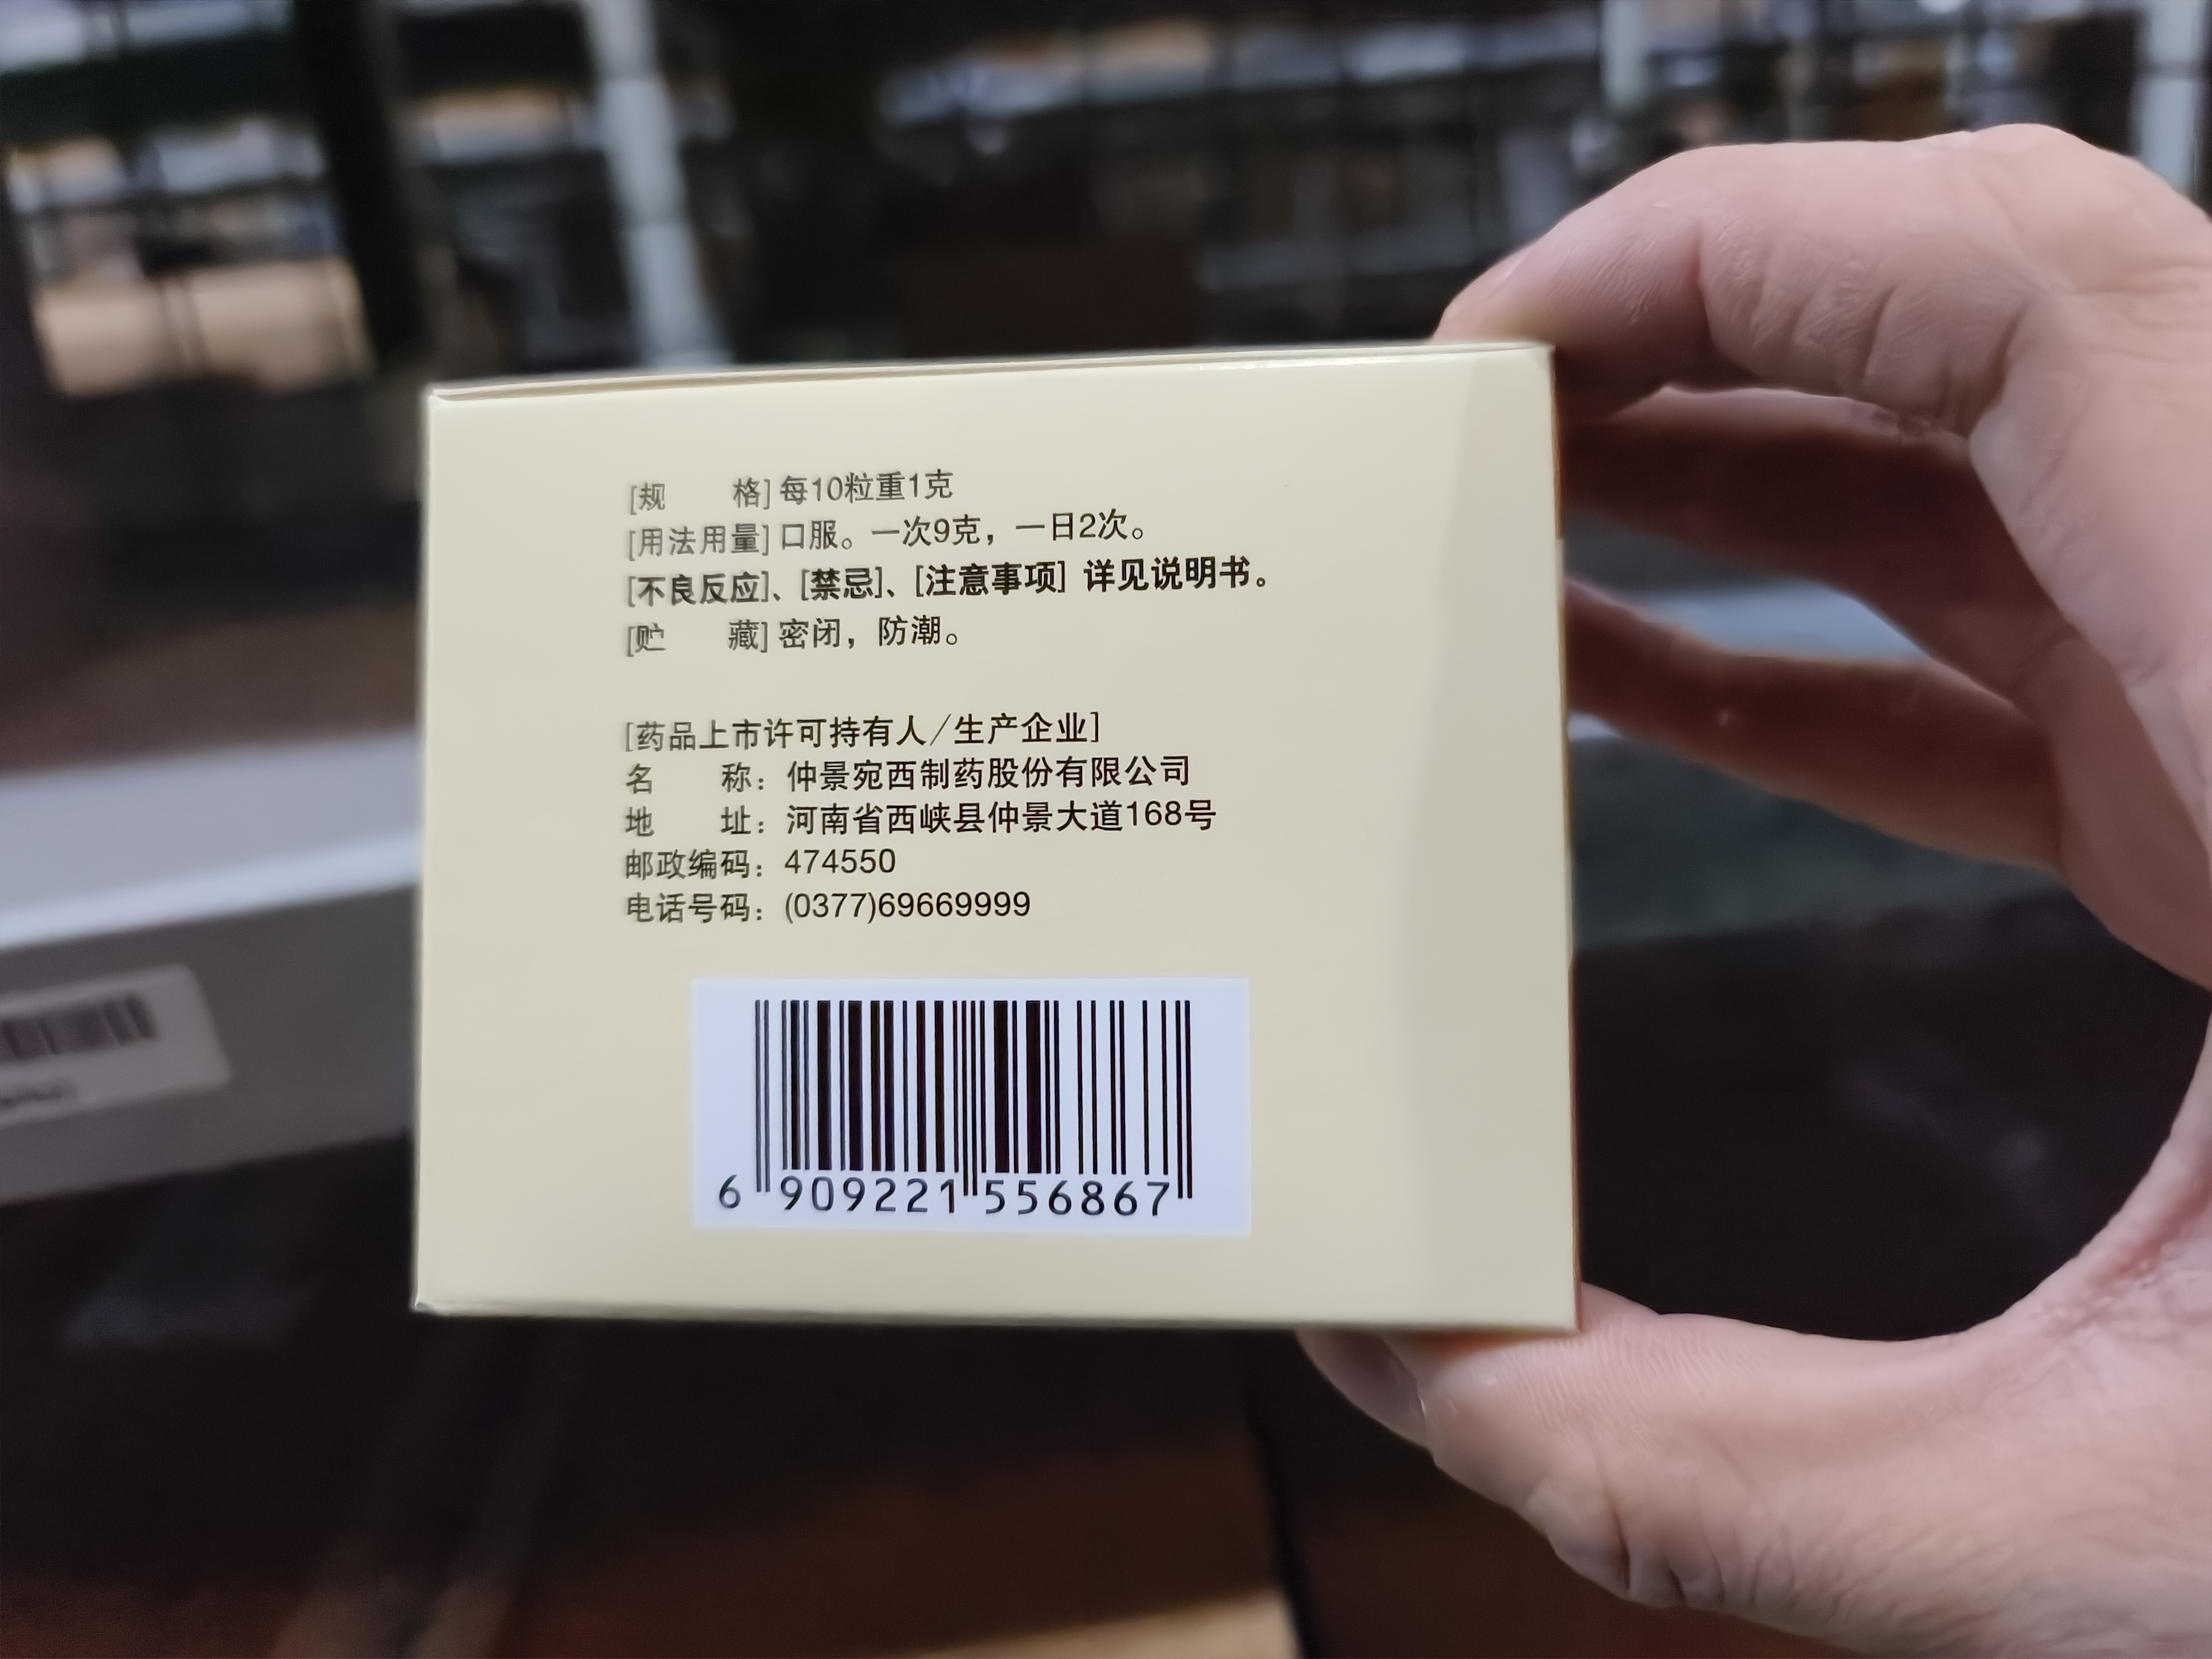 [规　　格] 每10粒重1克
[用法用量] 口服。一次9克，一日2次。
[不良反应]、[禁忌]、[注意事项] 详见说明书。
[贮　　藏] 密闭，防潮。
[药品上市许可持有人/生产企业]
名　　称：仲景宛西制药股份有限公司
地　　址：河南省西峡县仲景大道168号
邮政编码：474550
电话号码：(0377)69669999
6 909221 556867